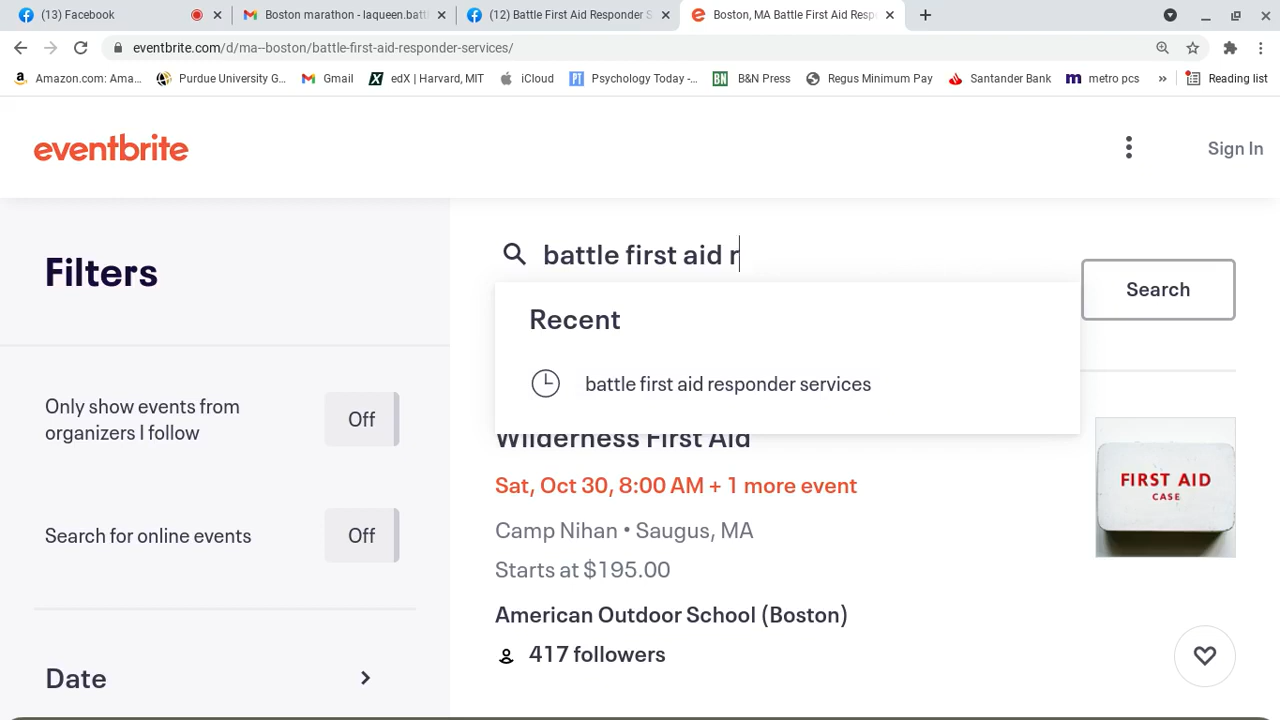 (13) Facebook
Boston marathon - laqueen.battl
(12) Battle First Aid Responder S
Boston, MA Battle First Aid Resp
eventbrite.com/d/ma--boston/battle-first-aid-responder-services/
Amazon.com: Ama...
Purdue University G...
Gmail
edX | Harvard, MIT
iCloud
Psychology Today -...
BN
B&N Press
Regus Minimum Pay
Santander Bank
metro pcs
»
Reading list
eventbrite
Sign In
Filters
battle first aid r
Search
Recent
battle first aid responder services
Only show events from
organizers I follow
Off
Search for online events
Off
Date
Wilderness First Aid
Sat, Oct 30, 8:00 AM + 1 more event
Camp Nihan • Saugus, MA
Starts at $195.00
American Outdoor School (Boston)
417 followers
FIRST AID
CASE